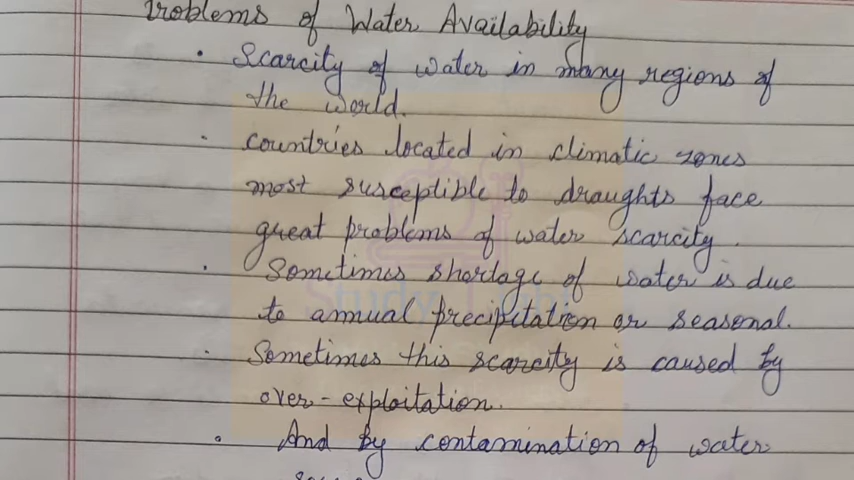 Problems of Water Availability
• Scarcity of water in many regions of
the world.
• countries located in climatic zones
most susceptible to draughts face
great problems of water scarcity.
• Sometimes shortage of water is due
to annual precipitation or seasonal.
• Sometimes this scarcity is caused by
over-exploitation.
• And by contamination of water